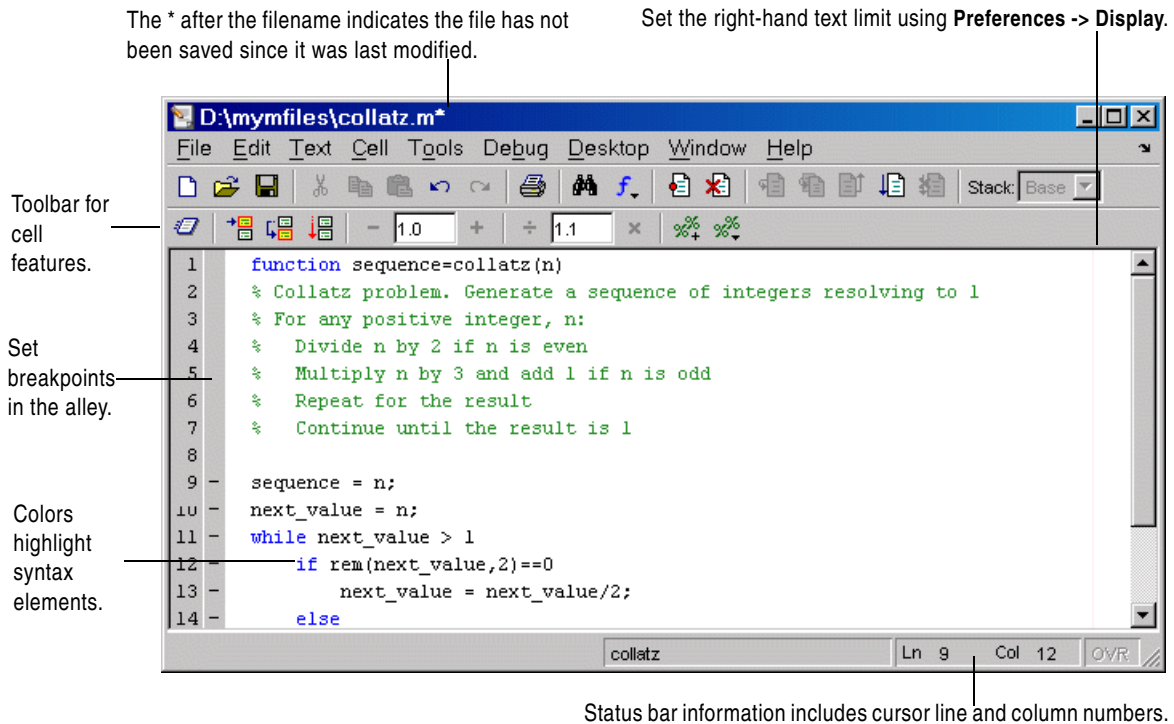 The * after the filename indicates the file has not
been saved since it was last modified.
Set the right-hand text limit using Preferences -> Display.
D:\mymfiles\collatz.m*
File Edit Text Cell Tools Debug Desktop Window Help
Stack: Base
Toolbar for
cell
features.
− 1.0 + ÷ 1.1 ×
1 function sequence=collatz(n)
2 % Collatz problem. Generate a sequence of integers resolving to 1
3 % For any positive integer, n:
4 %   Divide n by 2 if n is even
5 %   Multiply n by 3 and add 1 if n is odd
6 %   Repeat for the result
7 %   Continue until the result is 1
8
9 − sequence = n;
10 − next_value = n;
11 − while next_value > 1
12 −     if rem(next_value,2)==0
13 −         next_value = next_value/2;
14 −     else
Set
breakpoints
in the alley.
Colors
highlight
syntax
elements.
collatz Ln 9 Col 12 OVR
Status bar information includes cursor line and column numbers.